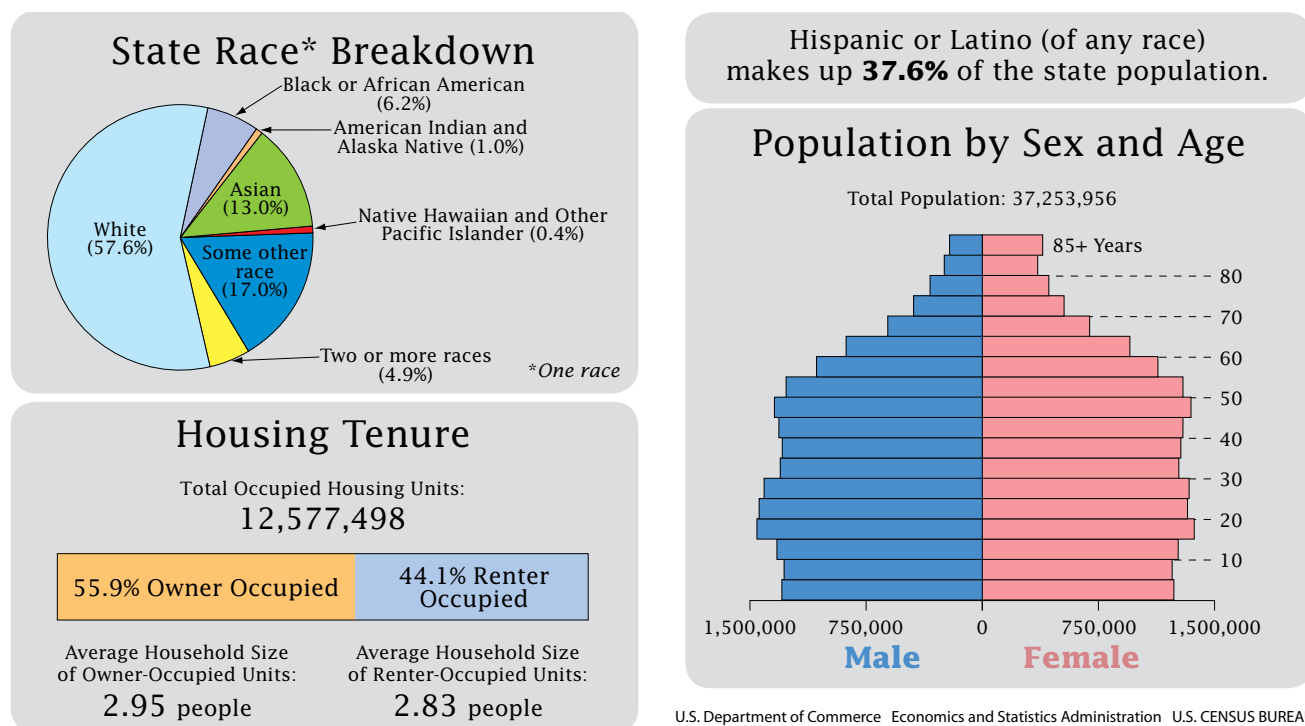 State Race* Breakdown
Black or African American
(6.2%)
American Indian and
Alaska Native (1.0%)
Asian
(13.0%)
Native Hawaiian and Other
Pacific Islander (0.4%)
White
(57.6%)
Some other
race
(17.0%)
Two or more races
(4.9%)
*One race
Housing Tenure
Total Occupied Housing Units:
12,577,498
55.9% Owner Occupied
44.1% Renter
Occupied
Average Household Size
of Owner-Occupied Units:
2.95 people
Average Household Size
of Renter-Occupied Units:
2.83 people
Hispanic or Latino (of any race)
makes up 37.6% of the state population.
Population by Sex and Age
Total Population: 37,253,956
85+ Years
80
70
60
50
40
30
20
10
1,500,000 750,000 0 750,000 1,500,000
Male Female
U.S. Department of Commerce Economics and Statistics Administration U.S. CENSUS BUREA